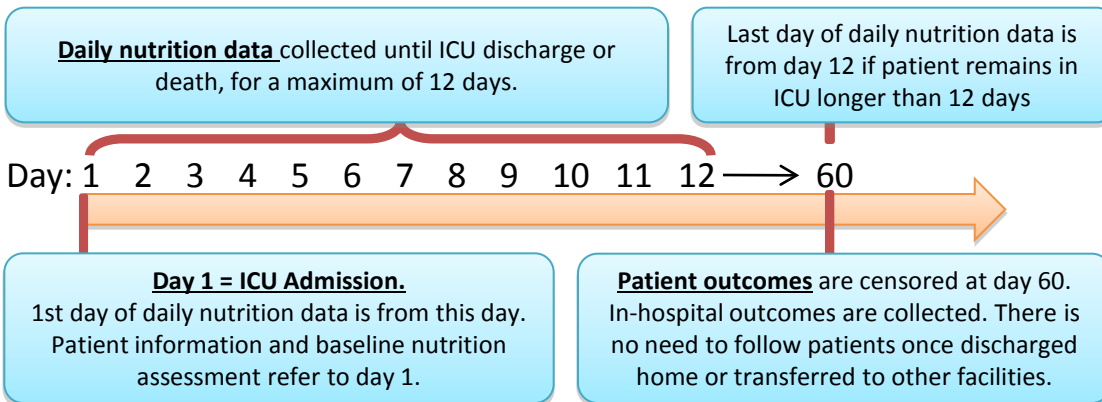 Daily nutrition data collected until ICU discharge or
death, for a maximum of 12 days.
Last day of daily nutrition data is
from day 12 if patient remains in
ICU longer than 12 days
Day: 1 2 3 4 5 6 7 8 9 10 11 12 60
Day 1 = ICU Admission.
1st day of daily nutrition data is from this day.
Patient information and baseline nutrition
assessment refer to day 1.
Patient outcomes are censored at day 60.
In-hospital outcomes are collected. There is
no need to follow patients once discharged
home or transferred to other facilities.